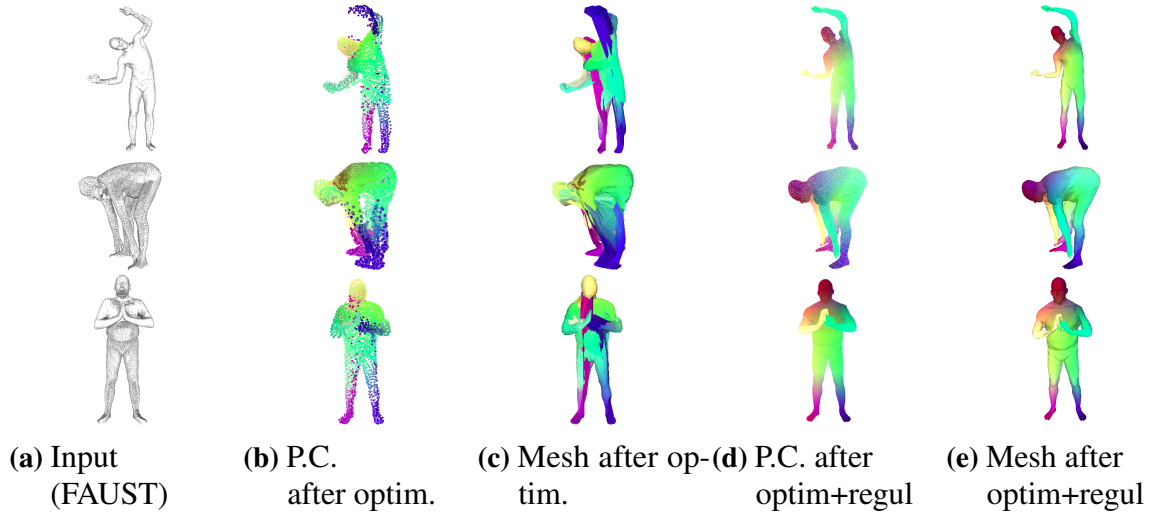 (a) Input
(FAUST)
(b) P.C.
after optim.
(c) Mesh after op-
tim.
(d) P.C. after
optim+regul
(e) Mesh after
optim+regul